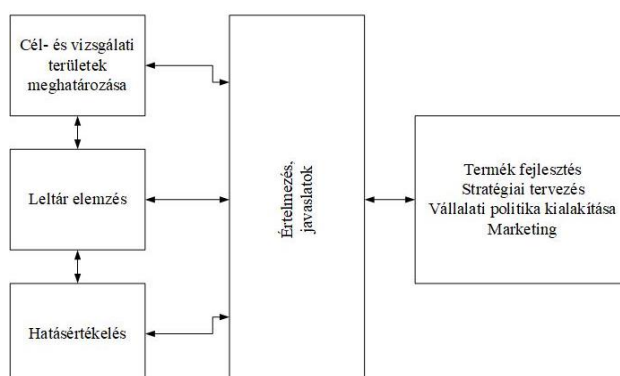 Cél- és vizsgálati
területek
meghatározása
Leltár elemzés
Hatásértékelés
Értelmezés,
javaslatok
Termék fejlesztés
Stratégiai tervezés
Vállalati politika kialakítása
Marketing